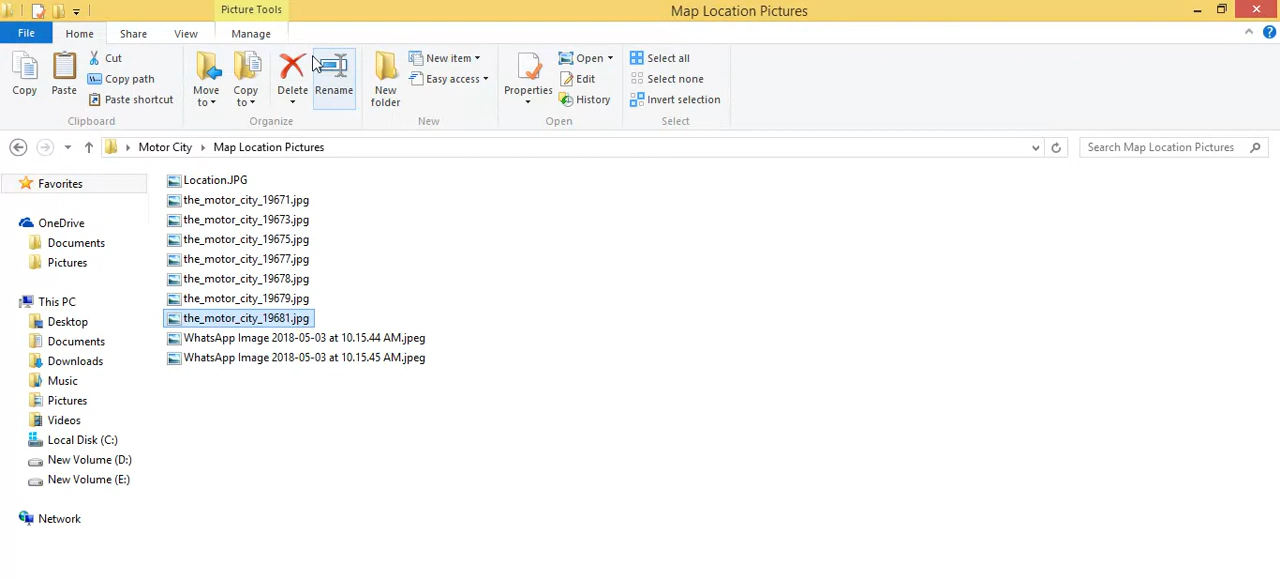 Picture Tools
Map Location Pictures
File
Home
Share
View
Manage
Copy
Paste
Cut
Copy path
Paste shortcut
Clipboard
Move to
Copy to
Delete
Rename
Organize
New folder
New item
Easy access
New
Properties
Open
Edit
History
Open
Select all
Select none
Invert selection
Select
Motor City
Map Location Pictures
Search Map Location Pictures
Favorites
OneDrive
Documents
Pictures
This PC
Desktop
Documents
Downloads
Music
Pictures
Videos
Local Disk (C:)
New Volume (D:)
New Volume (E:)
Network
Location.JPG
the_motor_city_19671.jpg
the_motor_city_19673.jpg
the_motor_city_19675.jpg
the_motor_city_19677.jpg
the_motor_city_19678.jpg
the_motor_city_19679.jpg
the_motor_city_19681.jpg
WhatsApp Image 2018-05-03 at 10.15.44 AM.jpeg
WhatsApp Image 2018-05-03 at 10.15.45 AM.jpeg